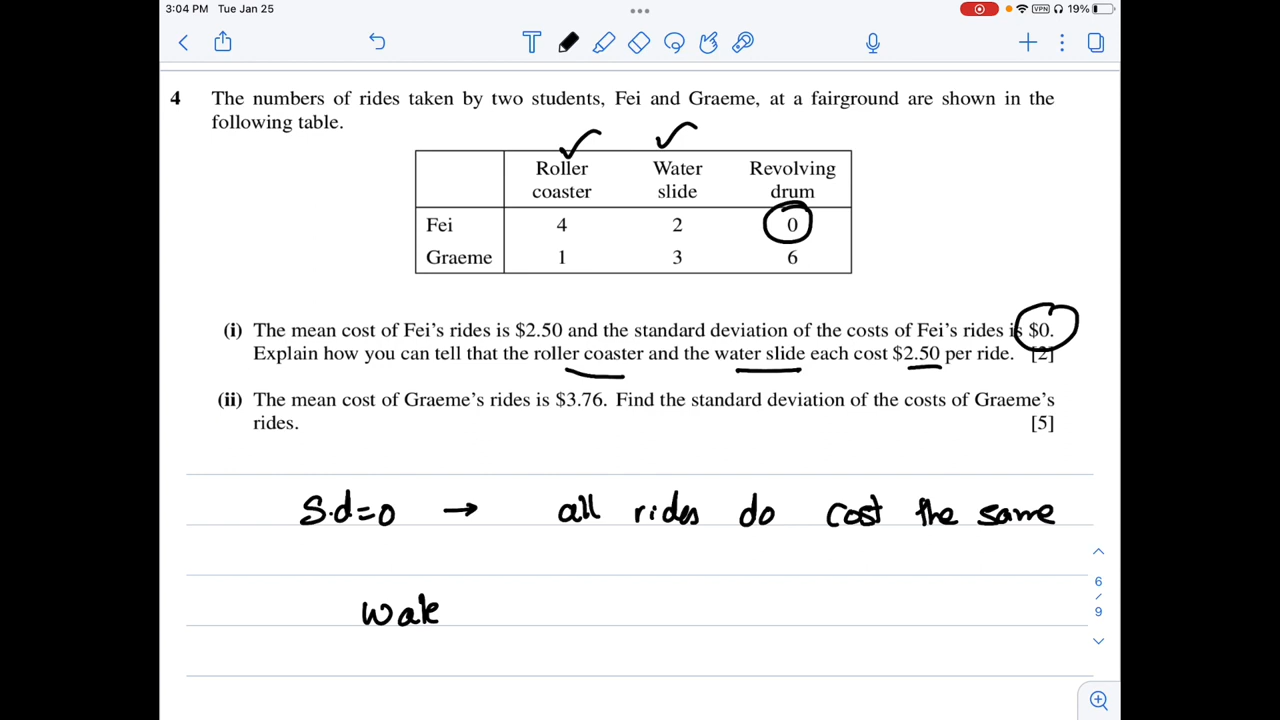 3:04 PM Tue Jan 25
VPN 19%
4 The numbers of rides taken by two students, Fei and Graeme, at a fairground are shown in the
following table.
Roller coaster Water slide Revolving drum
Fei 4 2 0
Graeme 1 3 6
(i) The mean cost of Fei's rides is $2.50 and the standard deviation of the costs of Fei's rides is $0.
Explain how you can tell that the roller coaster and the water slide each cost $2.50 per ride. [2]
(ii) The mean cost of Graeme's rides is $3.76. Find the standard deviation of the costs of Graeme's
rides. [5]
S.d=0 → all rides do cost the same
wate
6
/
9